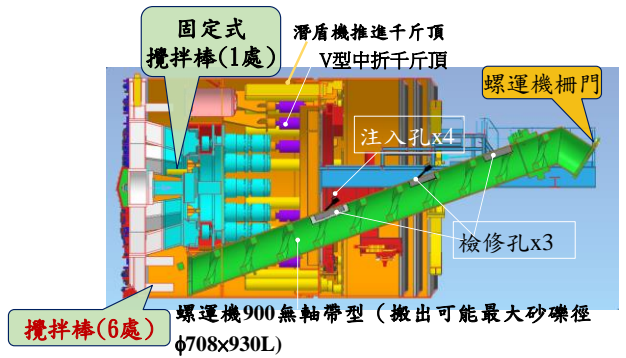 固定式
攪拌棒(1處)
潛盾機推進千斤頂
V型中折千斤頂
螺運機柵門
注入孔x4
檢修孔x3
攪拌棒(6處)
螺運機900無軸帶型（搬出可能最大砂礫徑
ϕ708x930L)